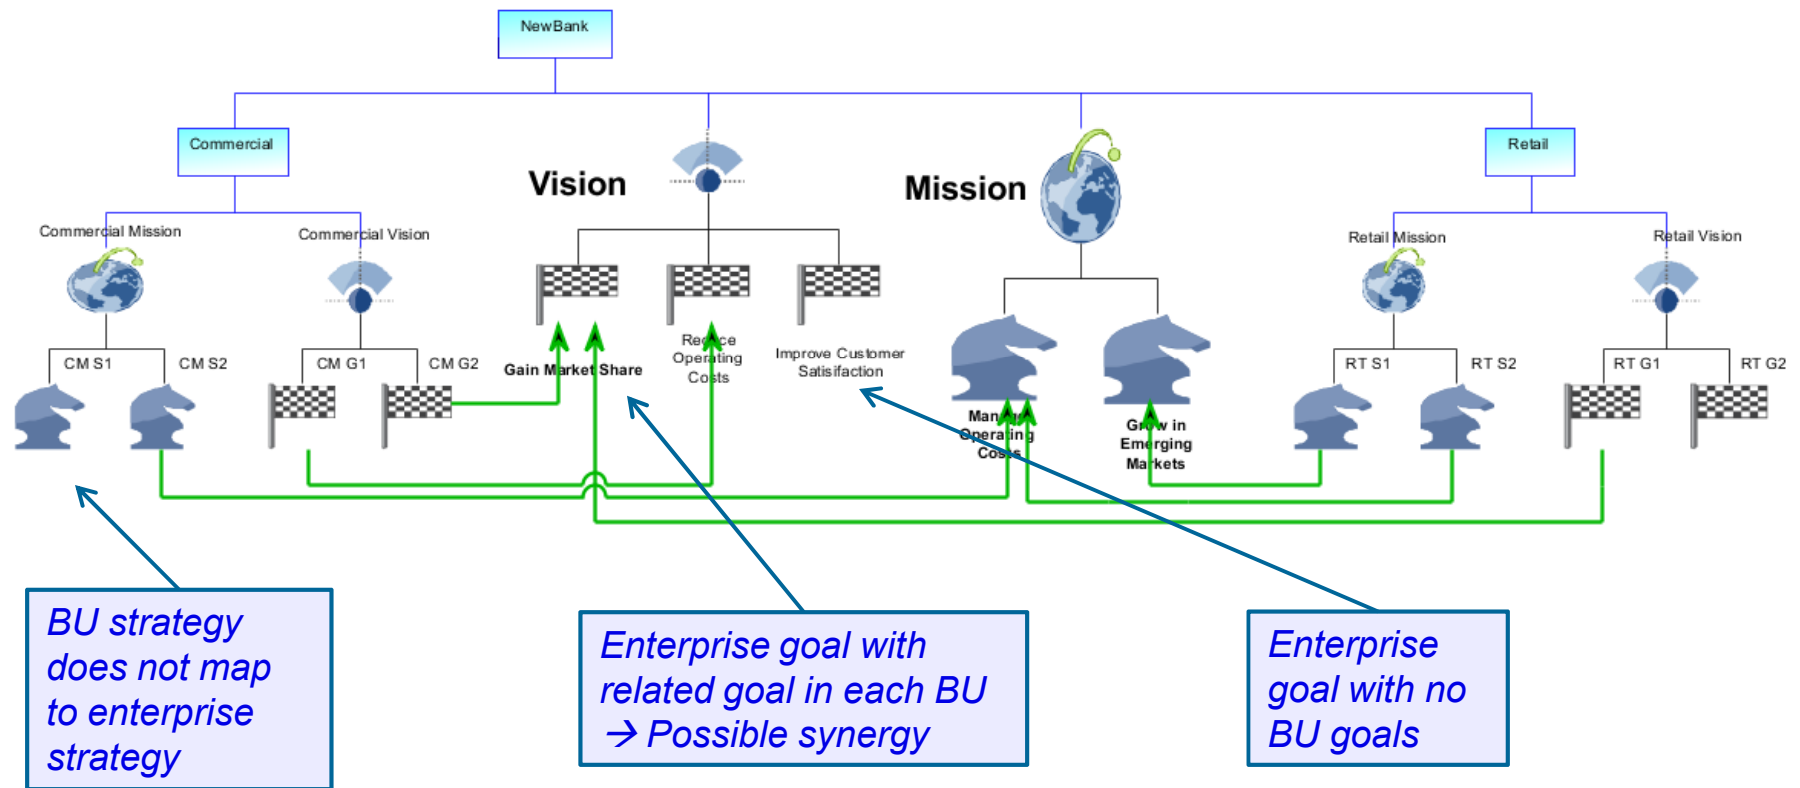 NewBank
Commercial
Retail
Vision
Mission
Commercial Mission
Commercial Vision
Retail Mission
Retail Vision
CM S1
CM S2
CM G1
CM G2
Gain Market Share
Reduce
Operating
Costs
Improve Customer
Satisifaction
Manage
Operating
Costs
Grow in
Emerging
Markets
RT S1
RT S2
RT G1
RT G2
BU strategy
does not map
to enterprise
strategy
Enterprise goal with
related goal in each BU
→ Possible synergy
Enterprise
goal with no
BU goals